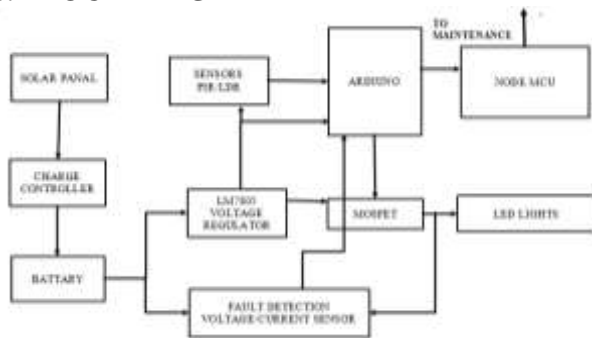 TO
MAINTENANCE
SOLAR PANAL
SENSORS
PIR LDR
ARDUINO
NODE MCU
CHARGE
CONTROLLER
LM7805
VOLTAGE
REGULATOR
MOSFET
LED LIGHTS
BATTARY
FAULT DETECTION
VOLTAGE CURRENT SENSOR